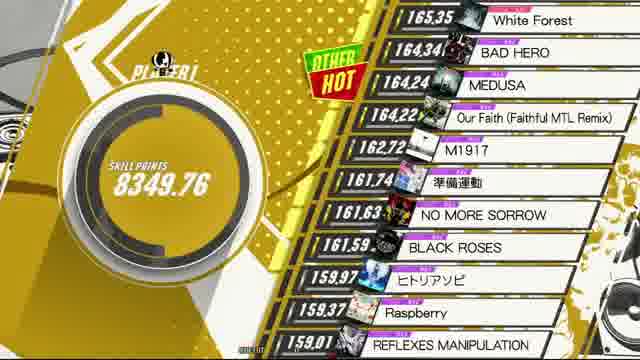 PLAYER1
SKILL POINTS
8349.76
OTHER
HOT
165,35 White Forest
164,34 BAD HERO
164,24 MEDUSA
164,22 Our Faith (Faithful MTL Remix)
162,72 M1917
161,74 準備運動
161,63 NO MORE SORROW
161,59 BLACK ROSES
159,97 ヒトリアソビ
159,37 Raspberry
159,01 REFLEXES MANIPULATION